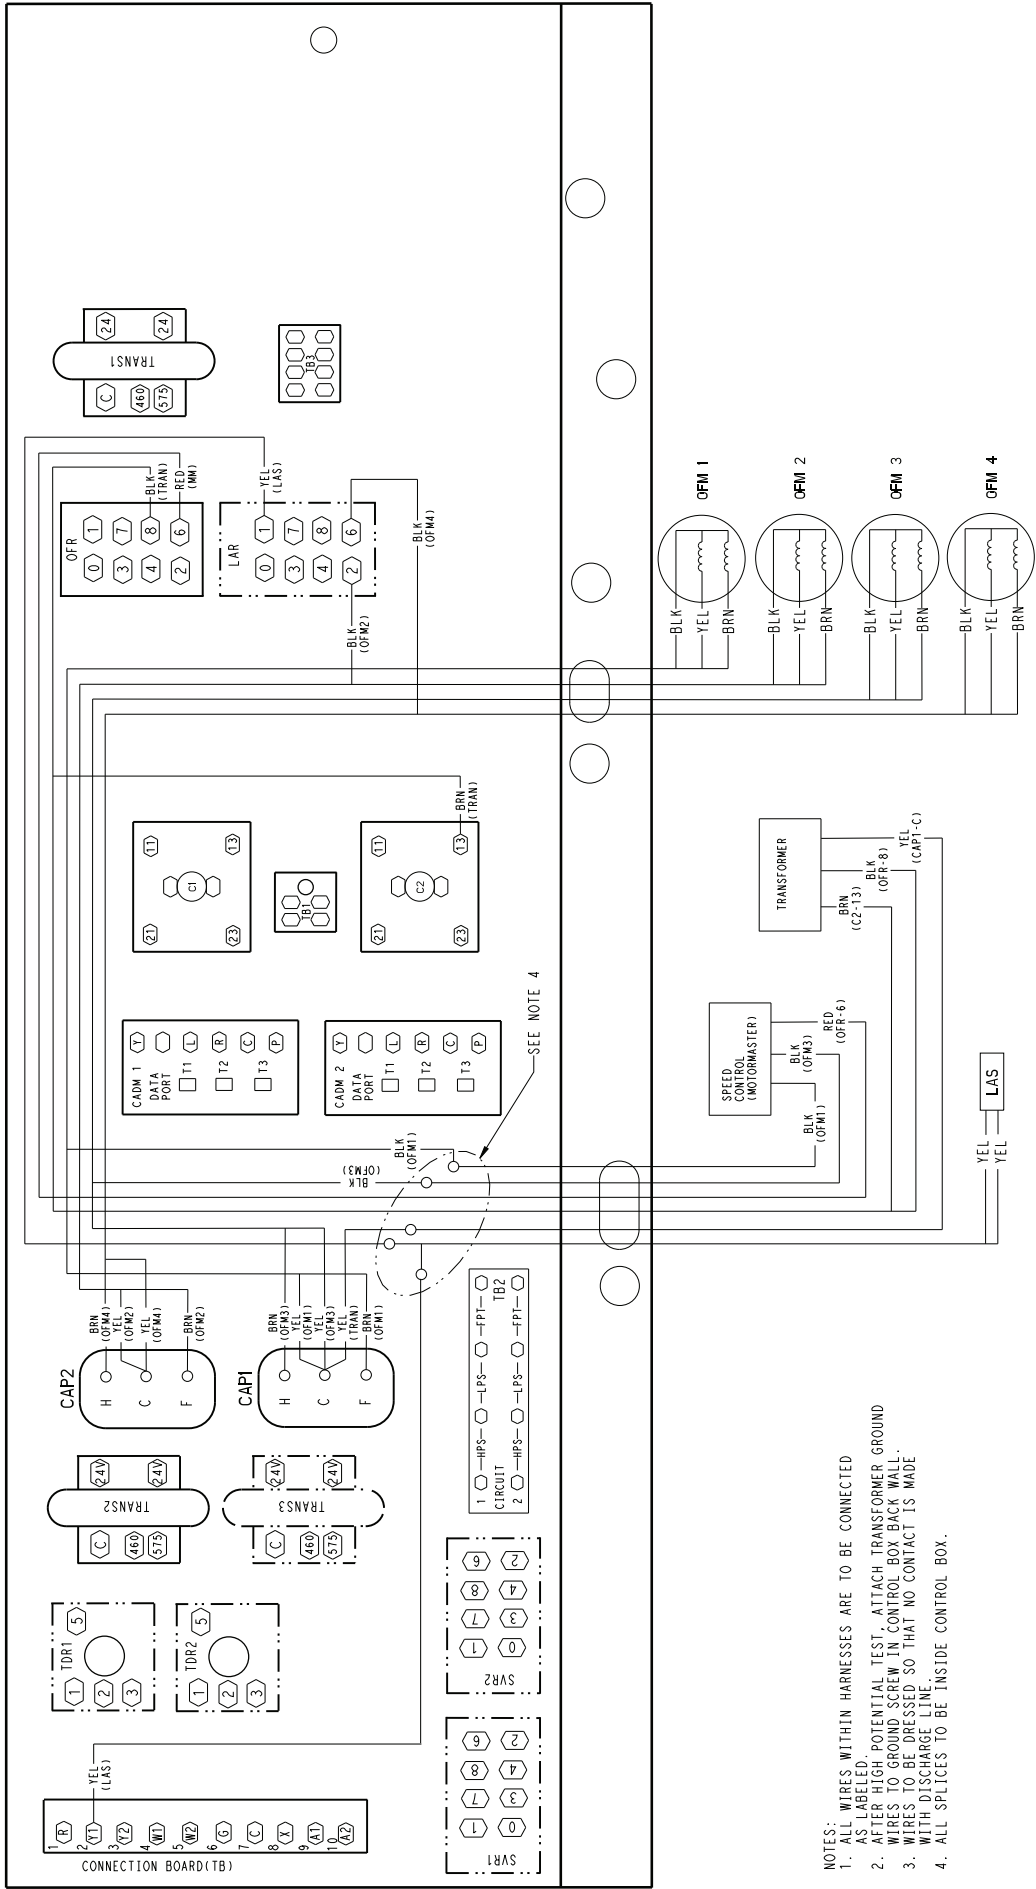 CONNECTION BOARD(TB)
1 R
2 Y1
3 Y2
4 W1
5 W2
6 G
7 C
8 X
9 A1
10 A2
YEL
(LAS)
TDR1
1 2 3 5
TDR2
1 2 3 5
SVR1
0 3 4 2
1 7 8 6
SVR2
0 3 4 2
1 7 8 6
TRANS2
C 460 575
24V 24V
TRANS3
C 460 575
24V 24V
CAP2
H
C
F
BRN
(OFM4)
YEL
(OFM2)
YEL
(OFM4)
BRN
(OFM2)
CAP1
H
C
F
BRN
(OFM3)
YEL
(OFM1)
YEL
(OFM3)
YEL
(TRAN)
BRN
(OFM1)
CIRCUIT
1 HPS LPS FPT
2
HPS LPS FPT
TB2
BLK
(OFM3)
BLK
(OFM1)
SEE NOTE 4
CADM 1
DATA
PORT
T1
T2
T3
Y
L
R
C
P
CADM 2
DATA
PORT
T1
T2
T3
Y
L
R
C
P
C1
21 11
23 13
TB1
C2
21 11
23 13
BRN
(TRAN)
OFR
0 1
3 7
4 8
2 6
BLK
(TRAN)
RED
(MM)
LAR
0 1
3 7
4 8
2 6
YEL
(LAS)
BLK
(OFM2)
BLK
(OFM4)
TRANS1
C 460 575
24 24
TB3
SPEED
CONTROL
(MOTORMASTER)
BLK
(OFM1)
BLK
(OFM3)
RED
(OFR-6)
TRANSFORMER
BRN
(C2-13)
BLK
(OFR-8)
YEL
(CAP1-C)
LAS
YEL
YEL
OFM 1
BLK
YEL
BRN
OFM 2
BLK
YEL
BRN
OFM 3
BLK
YEL
BRN
OFM 4
BLK
YEL
BRN
NOTES:
1. ALL WIRES WITHIN HARNESSES ARE TO BE CONNECTED
AS LABELED.
2. AFTER HIGH POTENTIAL TEST, ATTACH TRANSFORMER GROUND
WIRES TO GROUND SCREW IN CONTROL BOX BACK WALL.
3. WIRES TO BE DRESSED SO THAT NO CONTACT IS MADE
WITH DISCHARGE LINE.
4. ALL SPLICES TO BE INSIDE CONTROL BOX.